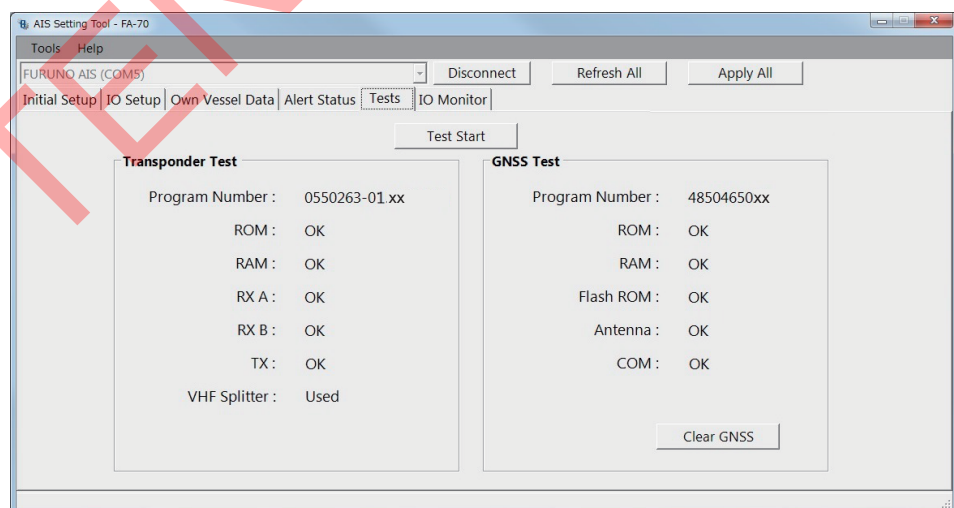 AIS Setting Tool - FA-70
Tools Help
FURUNO AIS (COM5) Disconnect Refresh All Apply All
Initial Setup IO Setup Own Vessel Data Alert Status Tests IO Monitor
Test Start
Transponder Test
Program Number : 0550263-01.xx
ROM : OK
RAM : OK
RX A : OK
RX B : OK
TX : OK
VHF Splitter : Used
GNSS Test
Program Number : 48504650xx
ROM : OK
RAM : OK
Flash ROM : OK
Antenna : OK
COM : OK
Clear GNSS